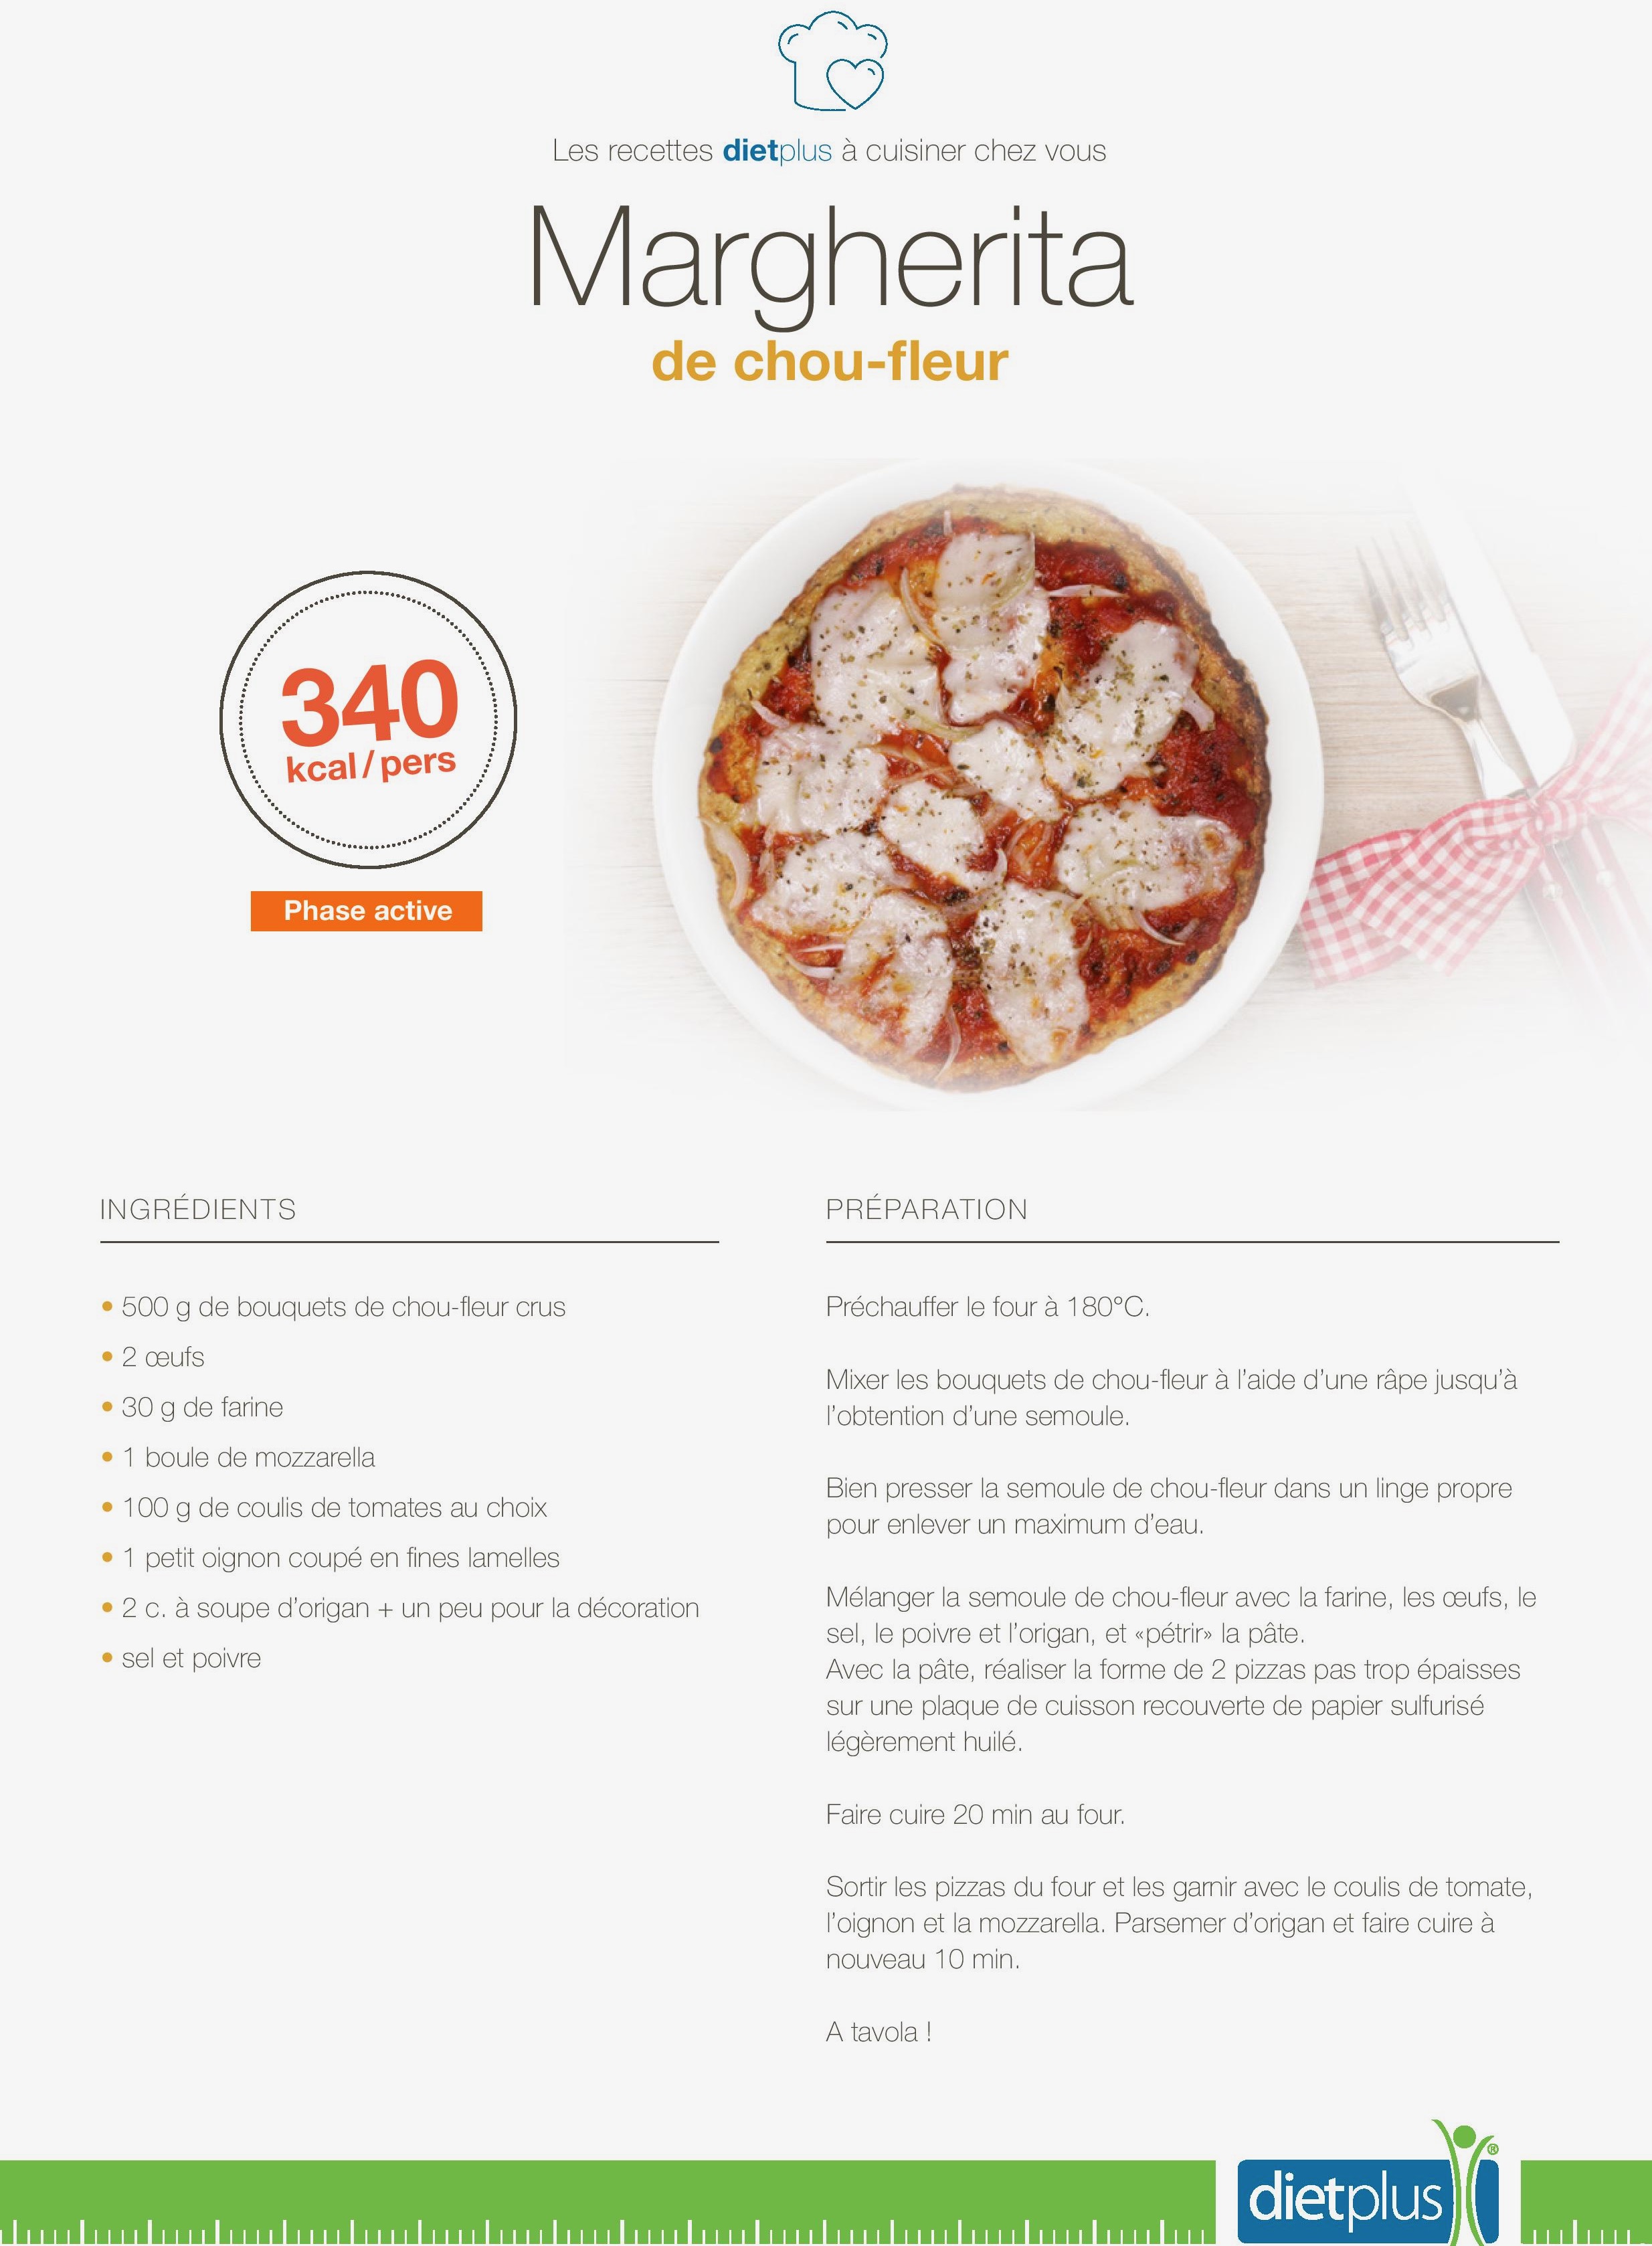 Les recettes dietplus à cuisiner chez vous
Margherita
de chou-fleur
340
kcal/pers
Phase active
INGRÉDIENTS
• 500 g de bouquets de chou-fleur crus
• 2 œufs
• 30 g de farine
• 1 boule de mozzarella
• 100 g de coulis de tomates au choix
• 1 petit oignon coupé en fines lamelles
• 2 c. à soupe d’origan + un peu pour la décoration
• sel et poivre
PRÉPARATION
Préchauffer le four à 180°C.
Mixer les bouquets de chou-fleur à l’aide d’une râpe jusqu’à
l’obtention d’une semoule.
Bien presser la semoule de chou-fleur dans un linge propre
pour enlever un maximum d’eau.
Mélanger la semoule de chou-fleur avec la farine, les œufs, le
sel, le poivre et l’origan, et «pétrir» la pâte.
Avec la pâte, réaliser la forme de 2 pizzas pas trop épaisses
sur une plaque de cuisson recouverte de papier sulfurisé
légèrement huilé.
Faire cuire 20 min au four.
Sortir les pizzas du four et les garnir avec le coulis de tomate,
l’oignon et la mozzarella. Parsemer d’origan et faire cuire à
nouveau 10 min.
A tavola !
dietplus®